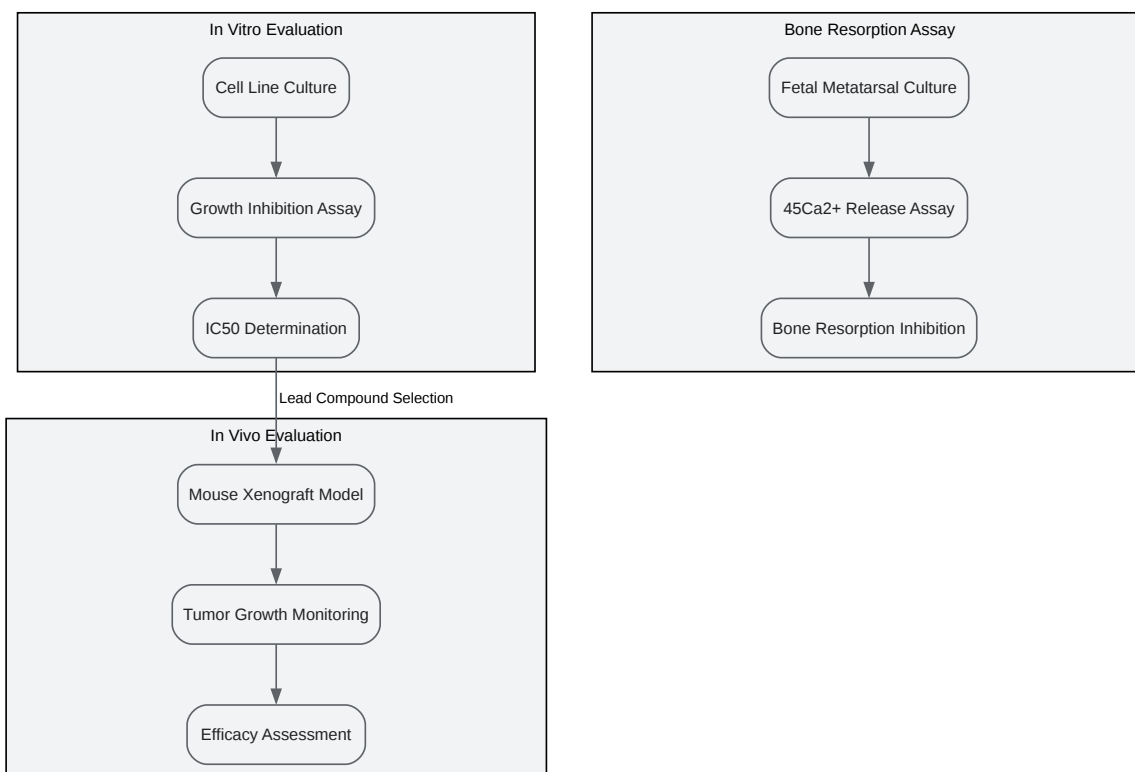 In Vitro Evaluation
Cell Line Culture
Growth Inhibition Assay
IC50 Determination
Lead Compound Selection
In Vivo Evaluation
Mouse Xenograft Model
Tumor Growth Monitoring
Efficacy Assessment
Bone Resorption Assay
Fetal Metatarsal Culture
45Ca2+ Release Assay
Bone Resorption Inhibition